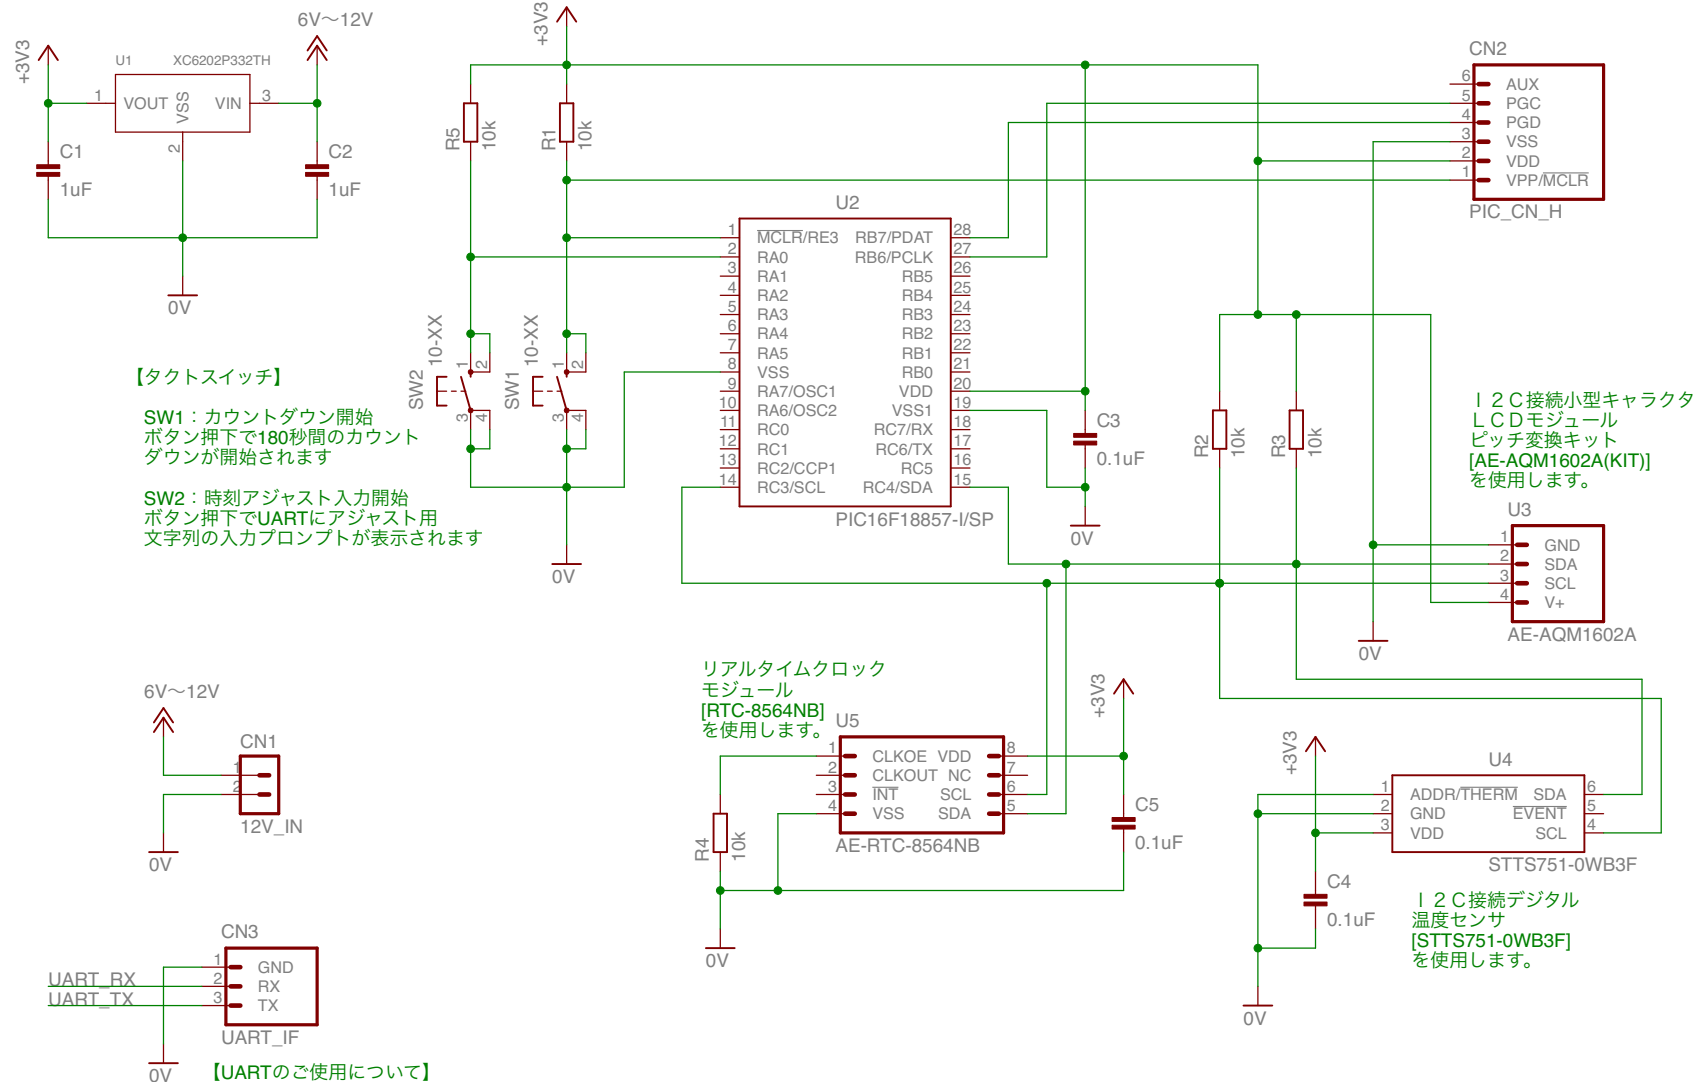 +3V3
6V〜12V
U1 XC6202P332TH
1 VOUT VSS VIN 3
2
C1
1uF
C2
1uF
0V
【タクトスイッチ】
SW1：カウントダウン開始
ボタン押下で180秒間のカウント
ダウンが開始されます
SW2：時刻アジャスト入力開始
ボタン押下でUARTにアジャスト用
文字列の入力プロンプトが表示されます
+3V3
R5
10k
R1
10k
SW2
10-XX
1 2
3 4
SW1
10-XX
1 2
3 4
0V
U2
1 MCLR/RE3 RB7/PDAT 28
2 RA0 RB6/PCLK 27
3 RA1 RB5 26
4 RA2 RB4 25
5 RA3 RB3 24
6 RA4 RB2 23
7 RA5 RB1 22
8 VSS RB0 21
9 RA7/OSC1 VDD 20
10 RA6/OSC2 VSS1 19
11 RC0 RC7/RX 18
12 RC1 RC6/TX 17
13 RC2/CCP1 RC5 16
14 RC3/SCL RC4/SDA 15
PIC16F18857-I/SP
C3
0.1uF
0V
CN2
6 AUX
5 PGC
4 PGD
3 VSS
2 VDD
1 VPP/MCLR
PIC_CN_H
R2
10k
R3
10k
Ｉ２Ｃ接続小型キャラクタ
ＬＣＤモジュール
ピッチ変換キット
[AE-AQM1602A(KIT)]
を使用します。
U3
1 GND
2 SDA
3 SCL
4 V+
AE-AQM1602A
0V
6V〜12V
CN1
1
2
12V_IN
0V
リアルタイムクロック
モジュール
[RTC-8564NB]
を使用します。
U5
1 CLKOE VDD 8
2 CLKOUT NC 7
3 INT SCL 6
4 VSS SDA 5
AE-RTC-8564NB
R4
10k
0V
+3V3
C5
0.1uF
+3V3
U4
1 ADDR/THERM SDA 6
2 GND EVENT 5
3 VDD SCL 4
STTS751-0WB3F
C4
0.1uF
0V
Ｉ２Ｃ接続デジタル
温度センサ
[STTS751-0WB3F]
を使用します。
CN3
1 GND
UART_RX 2 RX
UART_TX 3 TX
UART_IF
0V
【UARTのご使用について】